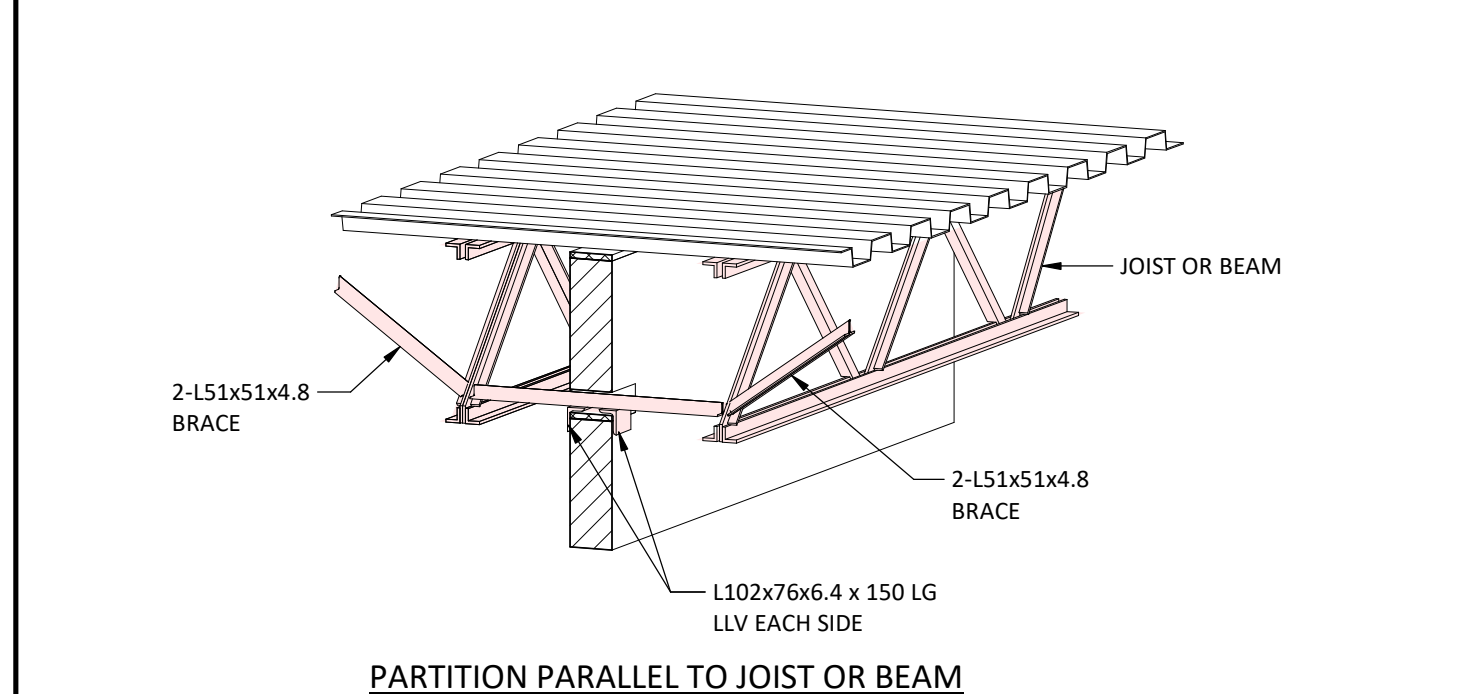 JOIST OR BEAM
2-L51x51x4.8
BRACE
2-L51x51x4.8
BRACE
L102x76x6.4 x 150 LG
LLV EACH SIDE
PARTITION PARALLEL TO JOIST OR BEAM